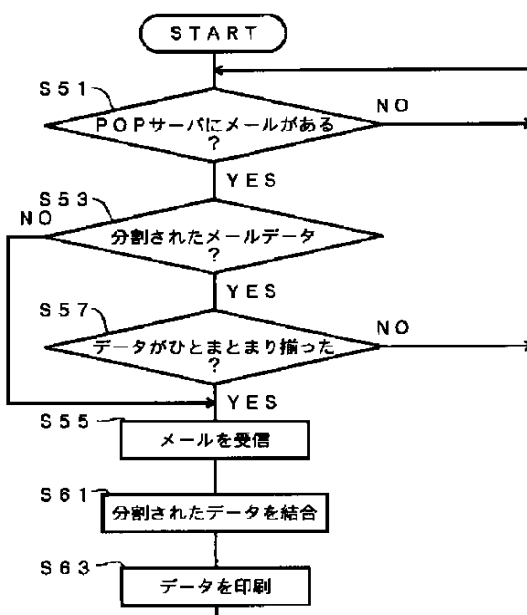 START
S51
POPサーバにメールがある
?
NO
YES
S53
NO
分割されたメールデータ
?
YES
S57
データがひとまとまり揃った
?
NO
YES
S55
メールを受信
S61
分割されたデータを結合
S63
データを印刷